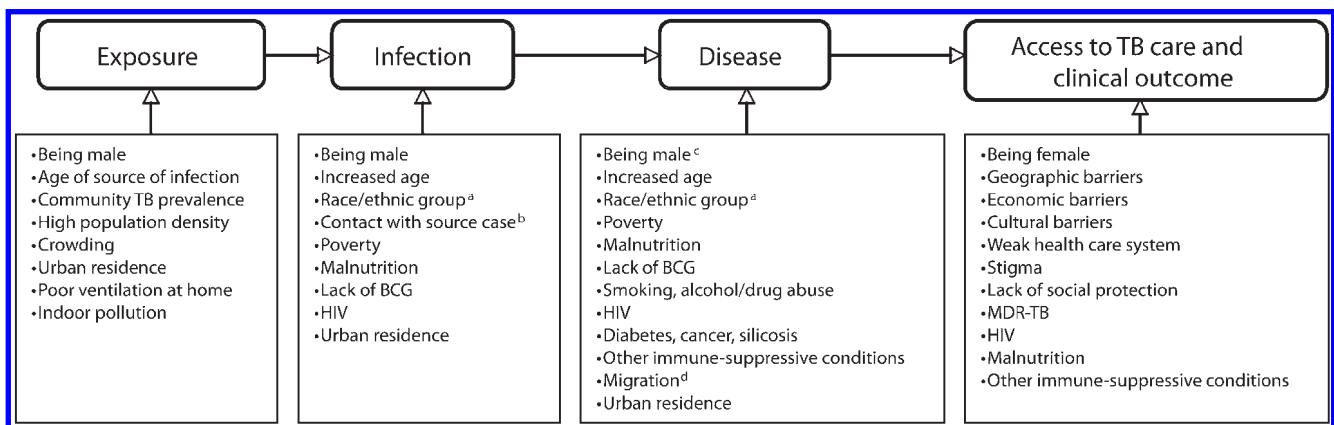 Exposure
Infection
Disease
Access to TB care and
clinical outcome
•Being male
•Age of source of infection
•Community TB prevalence
•High population density
•Crowding
•Urban residence
•Poor ventilation at home
•Indoor pollution
•Being male
•Increased age
•Race/ethnic group a
•Contact with source case b
•Poverty
•Malnutrition
•Lack of BCG
•HIV
•Urban residence
•Being male c
•Increased age
•Race/ethnic group a
•Poverty
•Malnutrition
•Lack of BCG
•Smoking, alcohol/drug abuse
•HIV
•Diabetes, cancer, silicosis
•Other immune-suppressive conditions
•Migration d
•Urban residence
•Being female
•Geographic barriers
•Economic barriers
•Cultural barriers
•Weak health care system
•Stigma
•Lack of social protection
•MDR-TB
•HIV
•Malnutrition
•Other immune-suppressive conditions